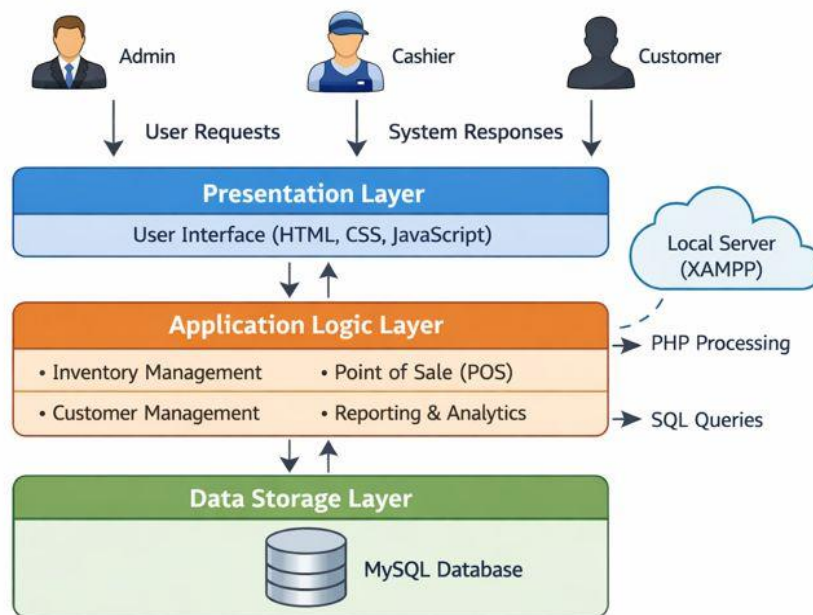 Admin
Cashier
Customer
User Requests
System Responses
Presentation Layer
User Interface (HTML, CSS, JavaScript)
Local Server
(XAMPP)
Application Logic Layer
PHP Processing
• Inventory Management
• Point of Sale (POS)
• Customer Management
• Reporting & Analytics
SQL Queries
Data Storage Layer
MySQL Database